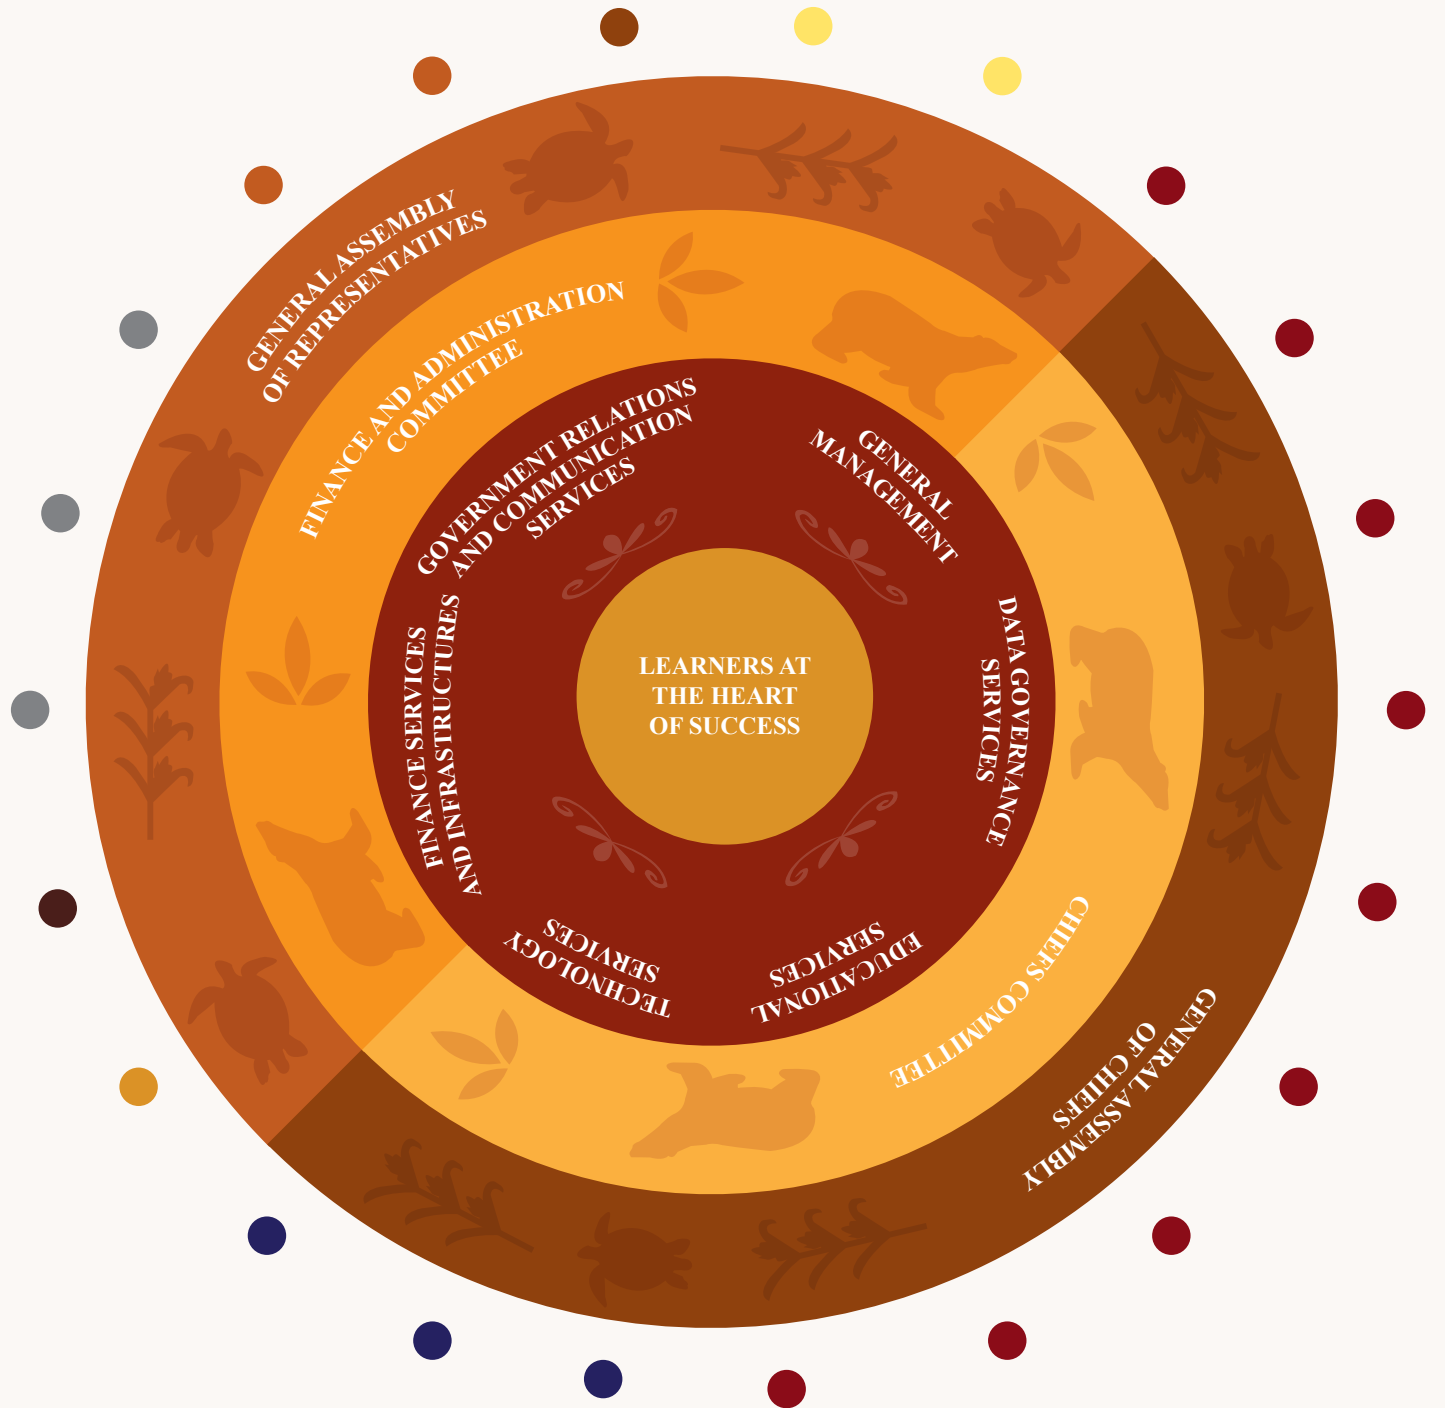 GENERAL ASSEMBLY
OF REPRESENTATIVES
FINANCE AND ADMINISTRATION
COMMITTEE
GOVERNMENT RELATIONS
AND COMMUNICATION
SERVICES
GENERAL
MANAGEMENT
DATA GOVERNANCE
SERVICES
FINANCE SERVICES
AND INFRASTRUCTURES
LEARNERS AT
THE HEART
OF SUCCESS
TECHNOLOGY
SERVICES
EDUCATIONAL
SERVICES
CHIEFS COMMITTEE
GENERAL ASSEMBLY
OF CHIEFS